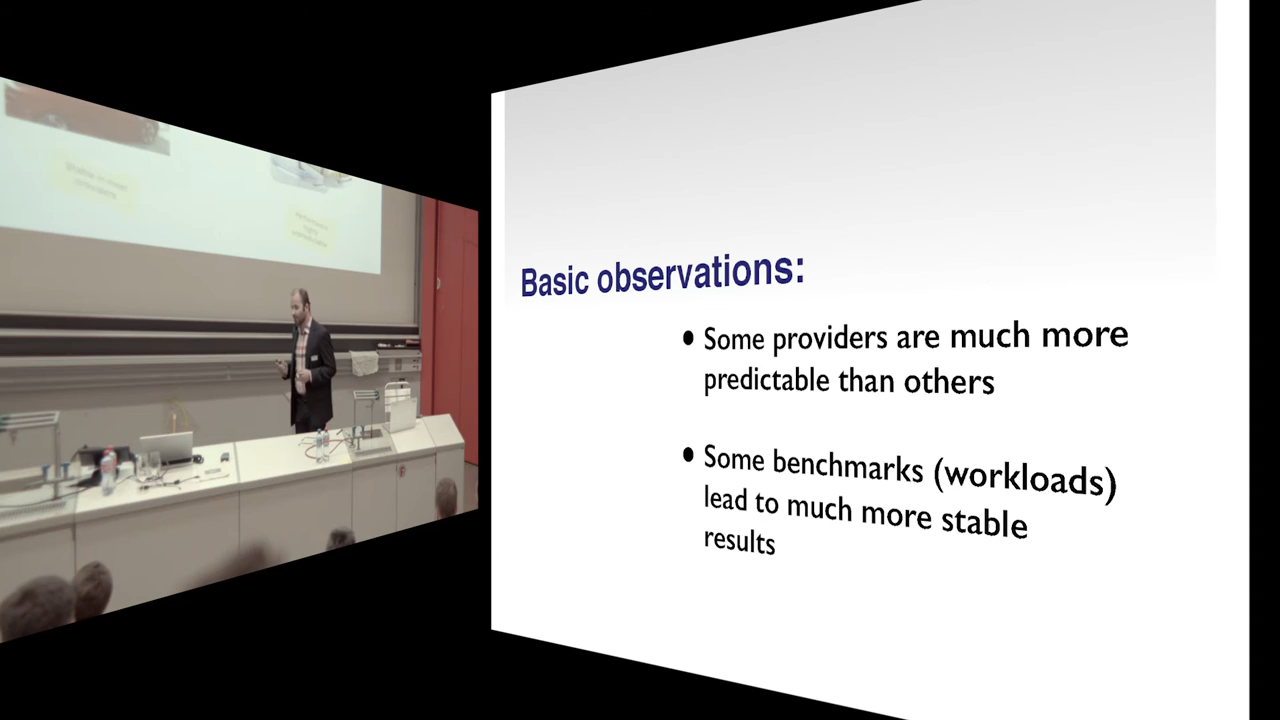 Basic observations:
• Some providers are much more
predictable than others
• Some benchmarks (workloads)
lead to much more stable
results